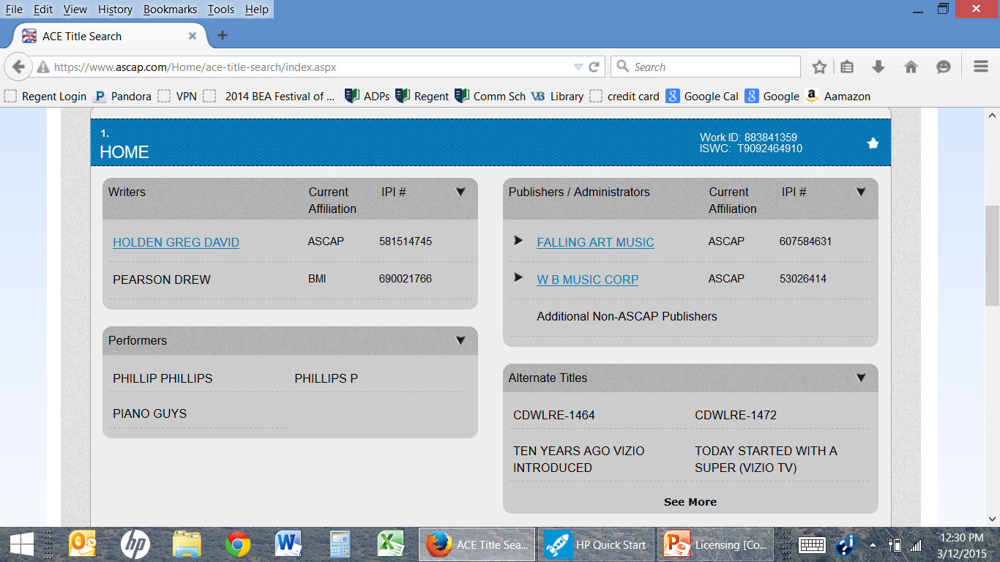 File Edit View History Bookmarks Tools Help
ACE Title Search
https://www.ascap.com/Home/ace-title-search/index.aspx
Search
Regent Login Pandora VPN 2014 BEA Festival of ... ADPs Regent Comm Sch Library credit card Google Cal Google Aamazon
1.
HOME
Work ID: 883841359
ISWC: T9092464910
Writers
Current Affiliation
IPI #
HOLDEN GREG DAVID ASCAP 581514745
PEARSON DREW BMI 690021766
Performers
PHILLIP PHILLIPS PHILLIPS P
PIANO GUYS
Publishers / Administrators
Current Affiliation
IPI #
FALLING ART MUSIC ASCAP 607584631
W B MUSIC CORP ASCAP 53026414
Additional Non-ASCAP Publishers
Alternate Titles
CDWLRE-1464 CDWLRE-1472
TEN YEARS AGO VIZIO INTRODUCED
TODAY STARTED WITH A SUPER (VIZIO TV)
See More
ACE Title Sea...
HP Quick Start
Licensing [Co...
12:30 PM
3/12/2015